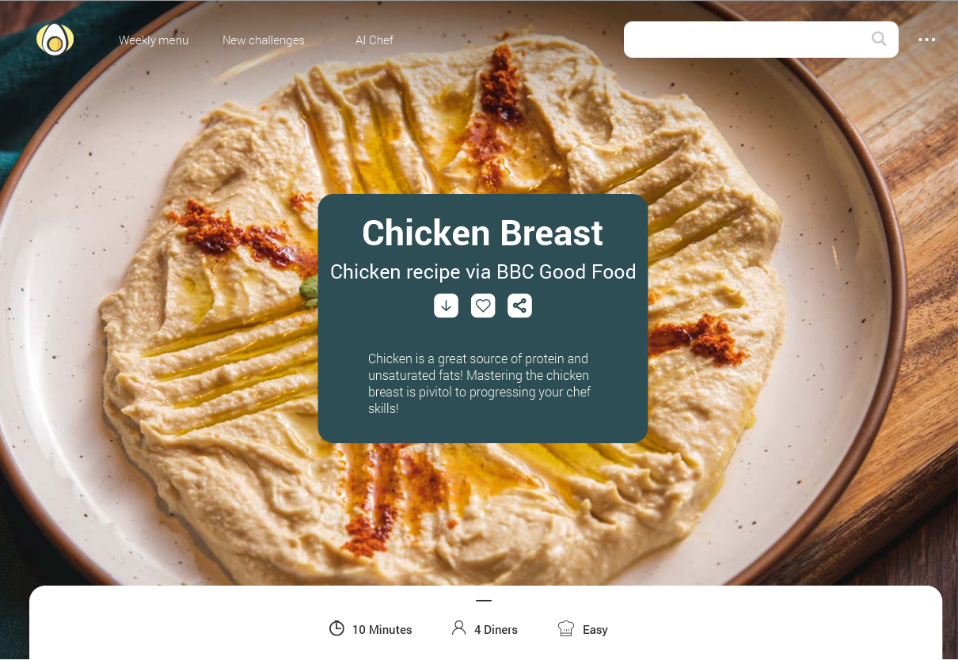 Weekly menu
New challenges
AI Chef
Chicken Breast
Chicken recipe via BBC Good Food
Chicken is a great source of protein and
unsaturated fats! Mastering the chicken
breast is pivitol to progressing your chef
skills!
10 Minutes
4 Diners
Easy